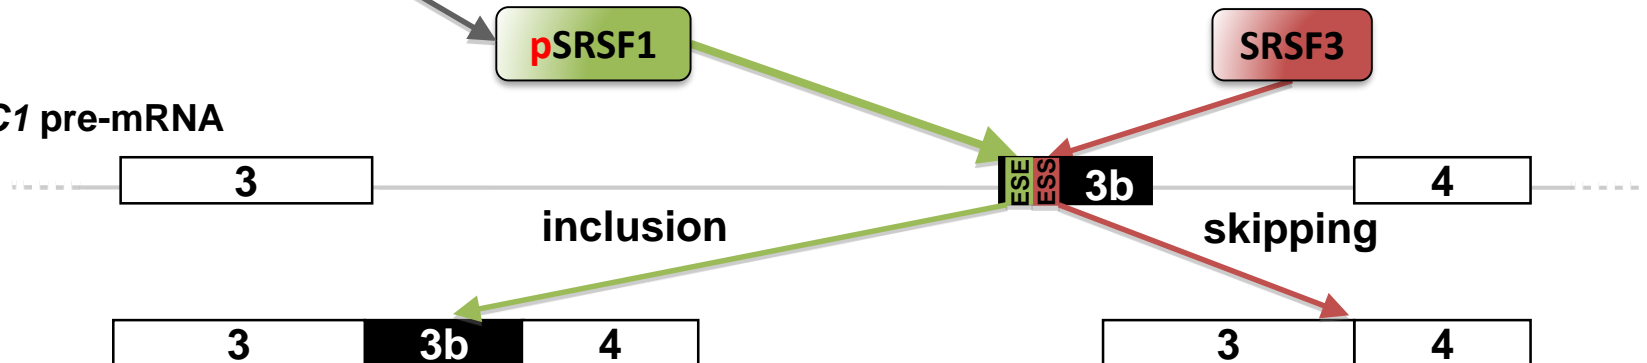 pSRSF1
SRSF3
C1 pre-mRNA
3
ESE
ESS
3b
4
inclusion
skipping
3
3b
4
3
4